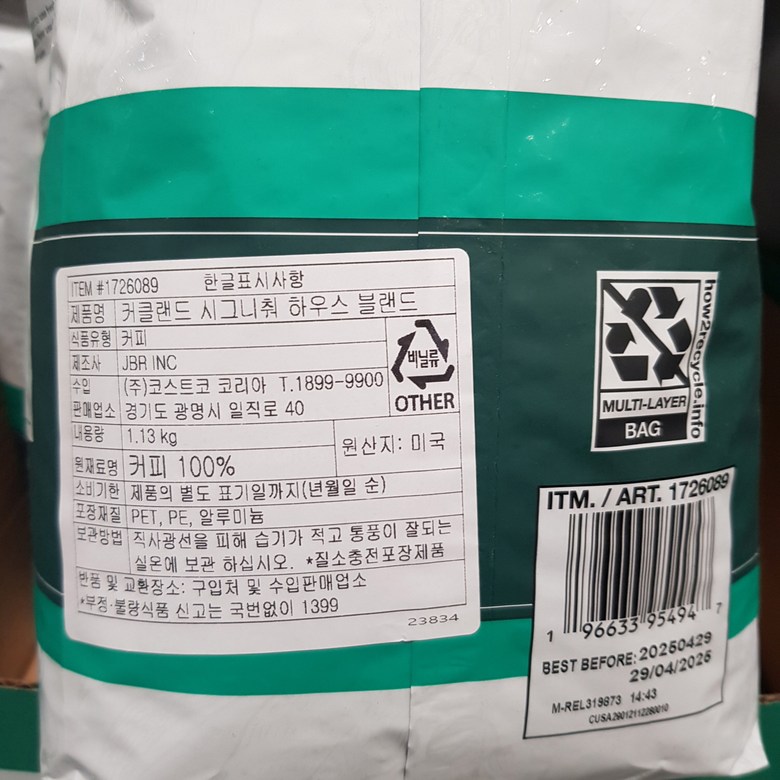 ITEM #1726089 한글표시사항
제품명 커클랜드 시그니춰 하우스 블랜드
식품유형 커피
제조사 JBR INC
수입 판매업소 (주)코스트코 코리아 T.1899-9900
경기도 광명시 일직로 40
비닐류
OTHER
내용량 1.13 kg
원산지: 미국
원재료명 커피 100%
소비기한 제품의 별도 표기일까지(년월일 순)
포장재질 PET, PE, 알루미늄
보관방법 직사광선을 피해 습기가 적고 통풍이 잘되는
실온에 보관 하십시오. *질소충전포장제품
반품 및 교환장소: 구입처 및 수입판매업소
*부정·불량식품 신고는 국번없이 1399
23834
MULTI-LAYER
BAG
how2recycle.info
ITM. / ART. 1726089
1 96633 95494 7
BEST BEFORE: 20260429
29/04/2026
M-REL319873 14:43